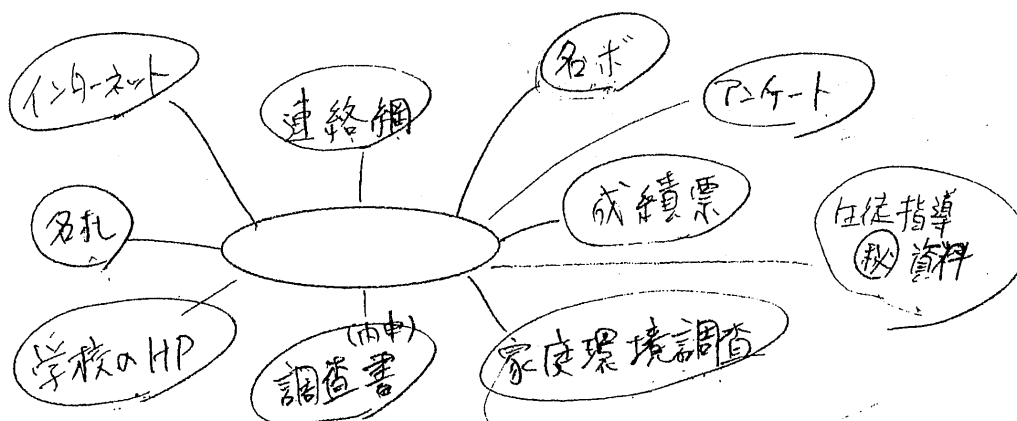 インターネット
連絡網
名ボ
アンケート
名札
成績票
生徒指導
秘 資料
学校のHP
(内申)
調査書
家庭環境調査